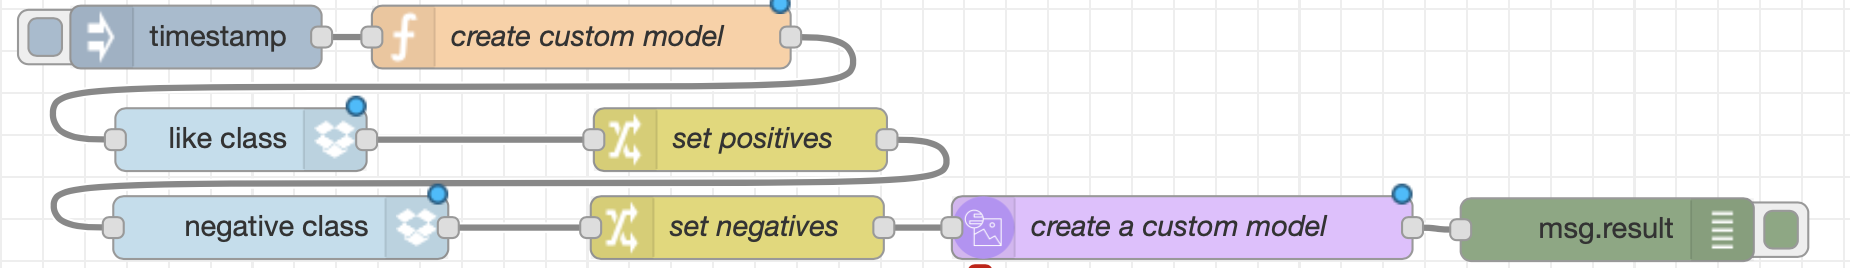 timestamp
create custom model
like class
set positives
negative class
set negatives
create a custom model
msg.result